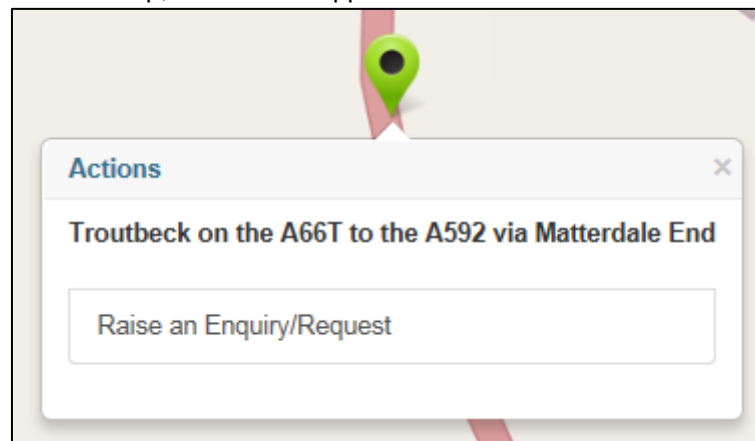 Actions ×
Troutbeck on the A66T to the A592 via Matterdale End
Raise an Enquiry/Request